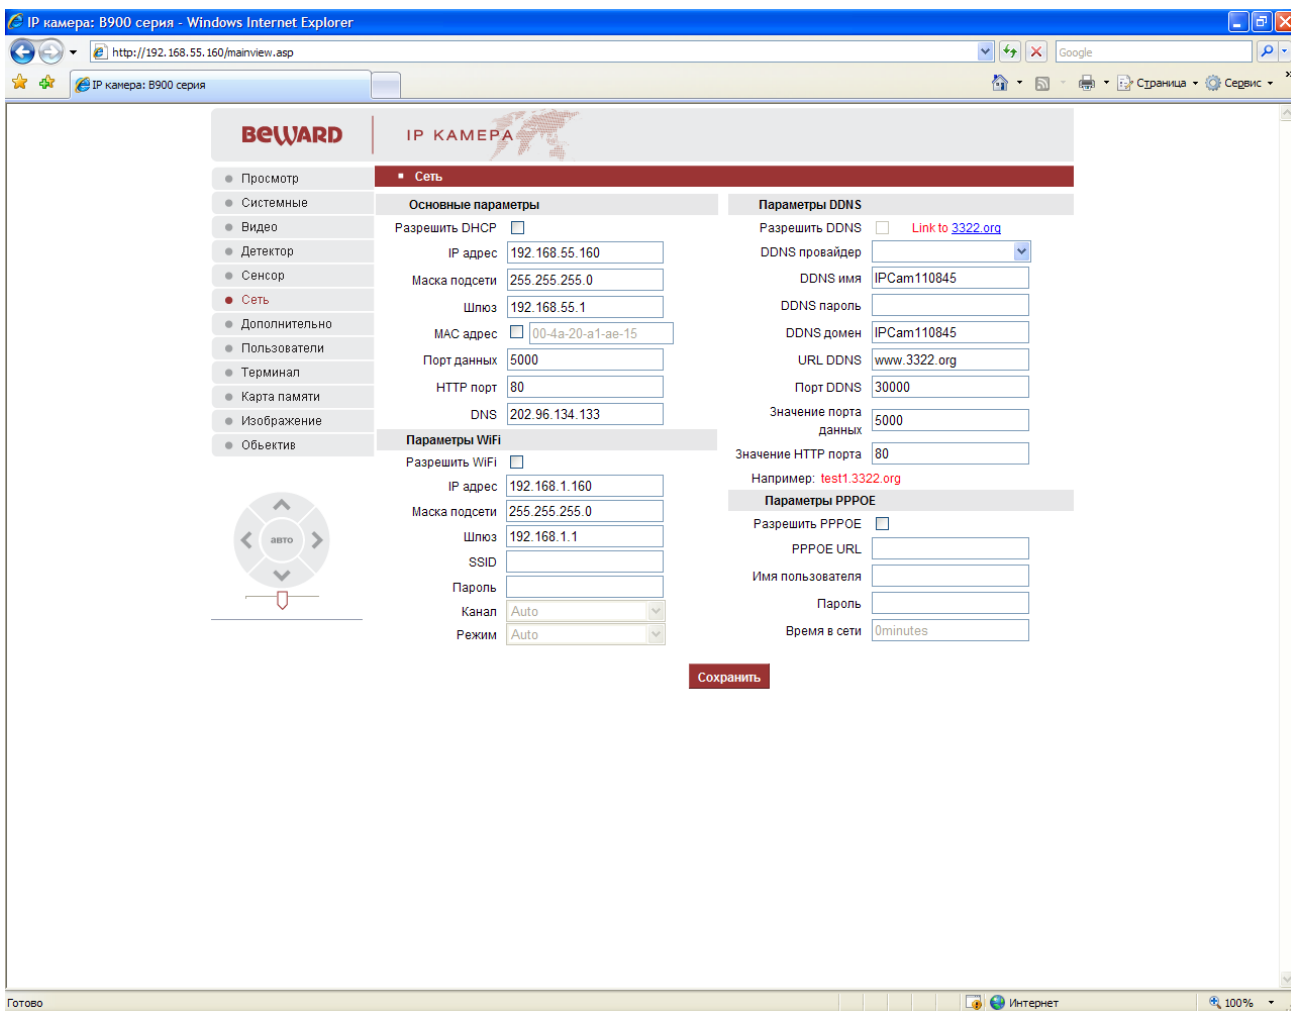 IP камера: B900 серия - Windows Internet Explorer
http://192.168.55.160/mainview.asp
Google
IP камера: B900 серия
Страница
Сервис
»
BEWARD
IP КАМЕРА
Просмотр
Системные
Видео
Детектор
Сенсор
Сеть
Дополнительно
Пользователи
Терминал
Карта памяти
Изображение
Объектив
авто
Сеть
Основные параметры
Разрешить DHCP
IP адрес 192.168.55.160
Маска подсети 255.255.255.0
Шлюз 192.168.55.1
MAC адрес 00-4a-20-a1-ae-15
Порт данных 5000
HTTP порт 80
DNS 202.96.134.133
Параметры WiFi
Разрешить WiFi
IP адрес 192.168.1.160
Маска подсети 255.255.255.0
Шлюз 192.168.1.1
SSID
Пароль
Канал Auto
Режим Auto
Параметры DDNS
Разрешить DDNS Link to 3322.org
DDNS провайдер
DDNS имя IPCam110845
DDNS пароль
DDNS домен IPCam110845
URL DDNS www.3322.org
Порт DDNS 30000
Значение порта
данных 5000
Значение HTTP порта 80
Например: test1.3322.org
Параметры PPPOE
Разрешить PPPOE
PPPOE URL
Имя пользователя
Пароль
Время в сети 0minutes
Сохранить
Готово
Интернет
100%